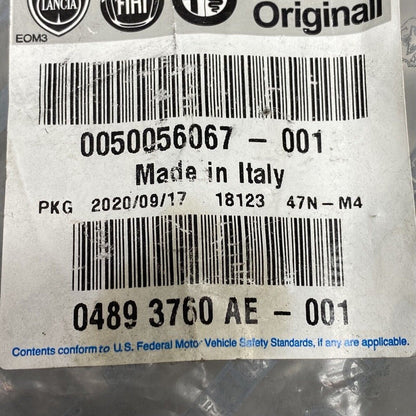 LANCIA FIAT Originali
EOM3
0050056067 - 001
Made in Italy
PKG 2020/09/17 18123 47N-M4
0489 3760 AE - 001
Contents conform to U.S. Federal Motor Vehicle Safety Standards, if any are applicable.